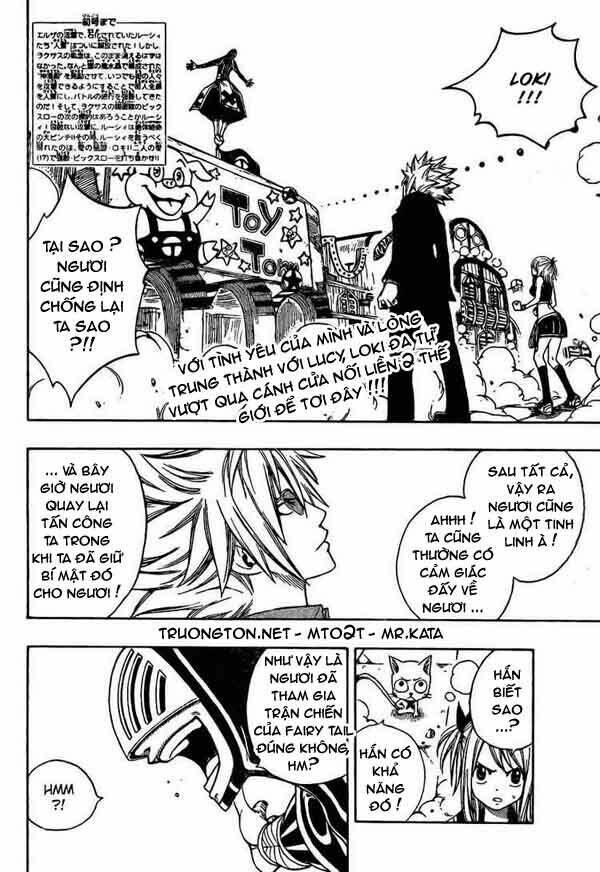 前号まで
LOKI
!!!
TOY
TOM
TẠI SAO ?
NGƯƠI
CŨNG ĐỊNH
CHỐNG LẠI
TA SAO
?!!
VỚI TÌNH YÊU CỦA MÌNH VÀ LÒNG
TRUNG THÀNH VỚI LUCY, LOKI ĐÃ TỰ
VƯỢT QUA CÁNH CỬA NỐI LIỀN 2 THẾ
GIỚI ĐỂ TỚI ĐÂY !!!
SAU TẤT CẢ,
VẬY RA
NGƯƠI CŨNG
LÀ MỘT TINH
LINH À !
AHHH !
TA CŨNG
THƯỜNG CÓ
CẢM GIÁC
ĐẤY VỀ
NGƯƠI ...
... VÀ BÂY
GIỜ NGƯƠI
QUAY LẠI
TẤN CÔNG
TA TRONG
KHI TA ĐÃ GIỮ
BÍ MẬT ĐÓ
CHO NGƯƠI !
TRUONGTON.NET - MTO2T - MR.KATA
HẮN
BIẾT
SAO
...?
HẮN CÓ
KHẢ
NĂNG
ĐÓ !
NHƯ VẬY LÀ
NGƯƠI ĐÃ
THAM GIA
TRẬN CHIẾN
CỦA FAIRY TAIL
ĐÚNG KHÔNG,
HM?
HMM
?!